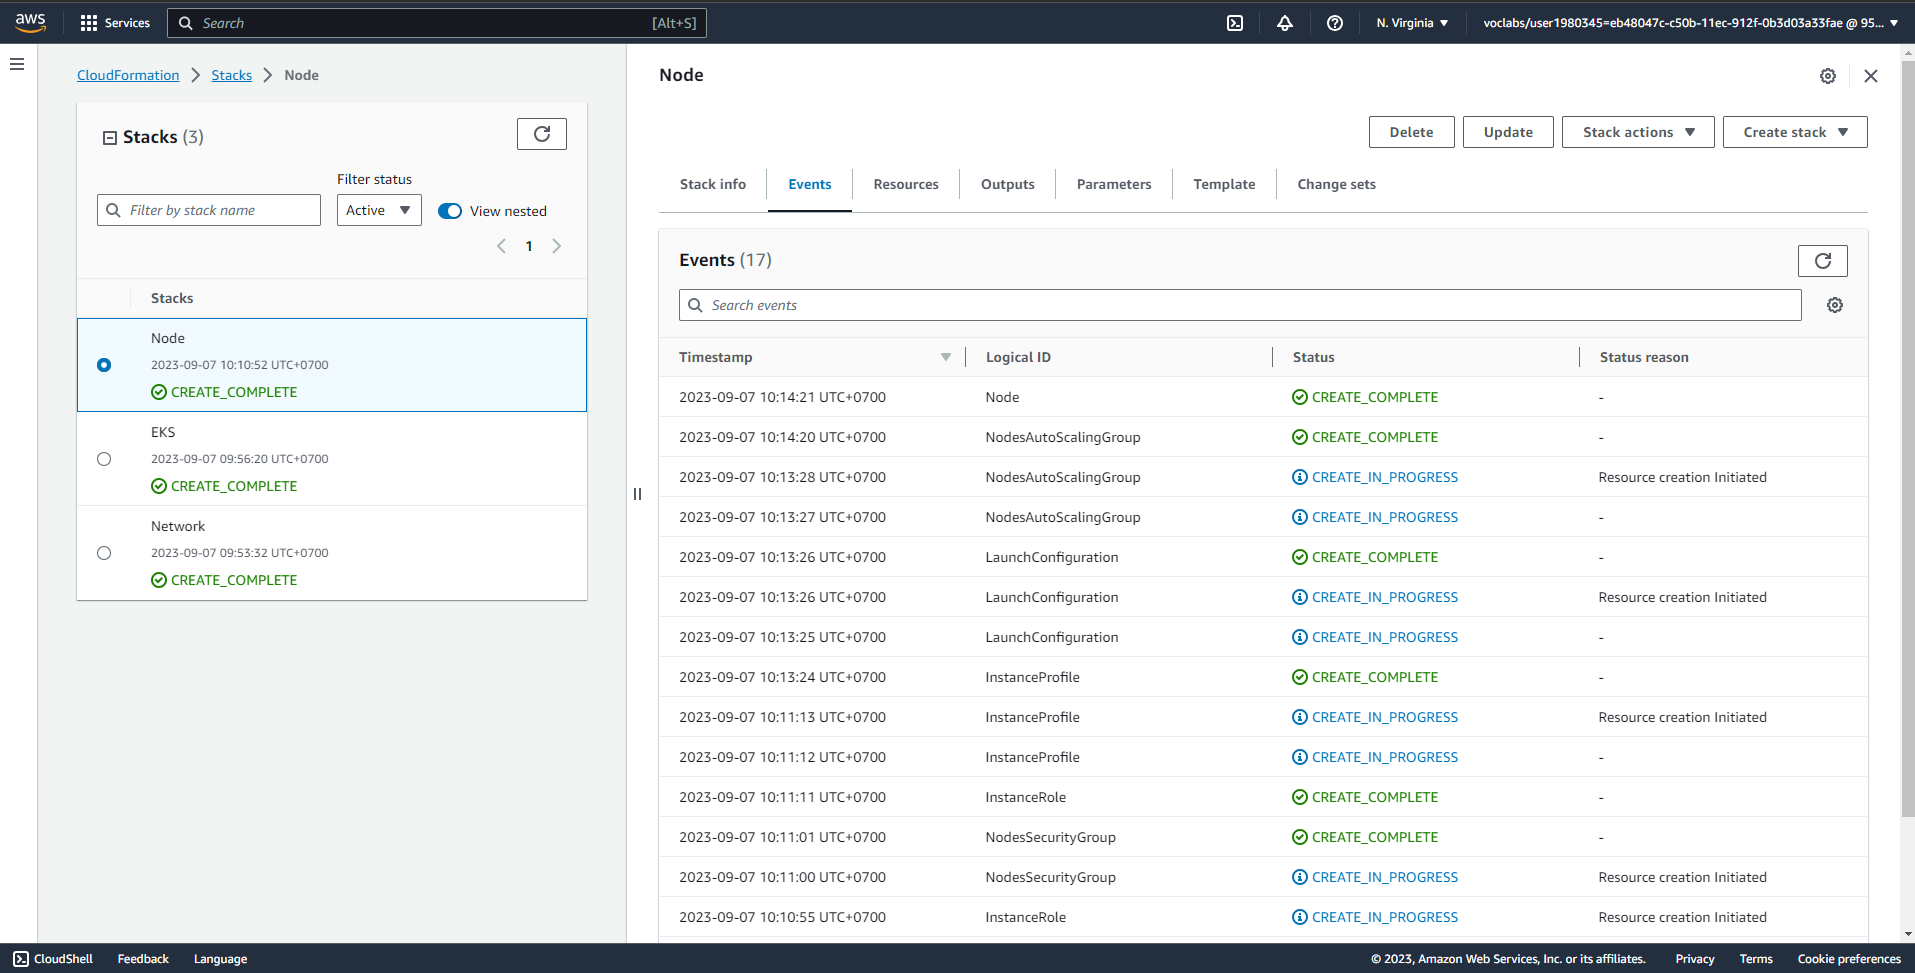 aws
Services
Search
[Alt+S]
N. Virginia
voclabs/user1980345=eb48047c-c50b-11ec-912f-0b3d03a33fae @ 95...
CloudFormation
Stacks
Node
Stacks (3)
Filter status
Filter by stack name
Active
View nested
1
Stacks
Node
2023-09-07 10:10:52 UTC+0700
CREATE_COMPLETE
EKS
2023-09-07 09:56:20 UTC+0700
CREATE_COMPLETE
Network
2023-09-07 09:53:32 UTC+0700
CREATE_COMPLETE
Node
Delete
Update
Stack actions
Create stack
Stack info
Events
Resources
Outputs
Parameters
Template
Change sets
Events (17)
Search events
Timestamp Logical ID Status Status reason
2023-09-07 10:14:21 UTC+0700 Node CREATE_COMPLETE -
2023-09-07 10:14:20 UTC+0700 NodesAutoScalingGroup CREATE_COMPLETE -
2023-09-07 10:13:28 UTC+0700 NodesAutoScalingGroup CREATE_IN_PROGRESS Resource creation Initiated
2023-09-07 10:13:27 UTC+0700 NodesAutoScalingGroup CREATE_IN_PROGRESS -
2023-09-07 10:13:26 UTC+0700 LaunchConfiguration CREATE_COMPLETE -
2023-09-07 10:13:26 UTC+0700 LaunchConfiguration CREATE_IN_PROGRESS Resource creation Initiated
2023-09-07 10:13:25 UTC+0700 LaunchConfiguration CREATE_IN_PROGRESS -
2023-09-07 10:13:24 UTC+0700 InstanceProfile CREATE_COMPLETE -
2023-09-07 10:11:13 UTC+0700 InstanceProfile CREATE_IN_PROGRESS Resource creation Initiated
2023-09-07 10:11:12 UTC+0700 InstanceProfile CREATE_IN_PROGRESS -
2023-09-07 10:11:11 UTC+0700 InstanceRole CREATE_COMPLETE -
2023-09-07 10:11:01 UTC+0700 NodesSecurityGroup CREATE_COMPLETE -
2023-09-07 10:11:00 UTC+0700 NodesSecurityGroup CREATE_IN_PROGRESS Resource creation Initiated
2023-09-07 10:10:55 UTC+0700 InstanceRole CREATE_IN_PROGRESS Resource creation Initiated
CloudShell
Feedback
Language
© 2023, Amazon Web Services, Inc. or its affiliates.
Privacy
Terms
Cookie preferences